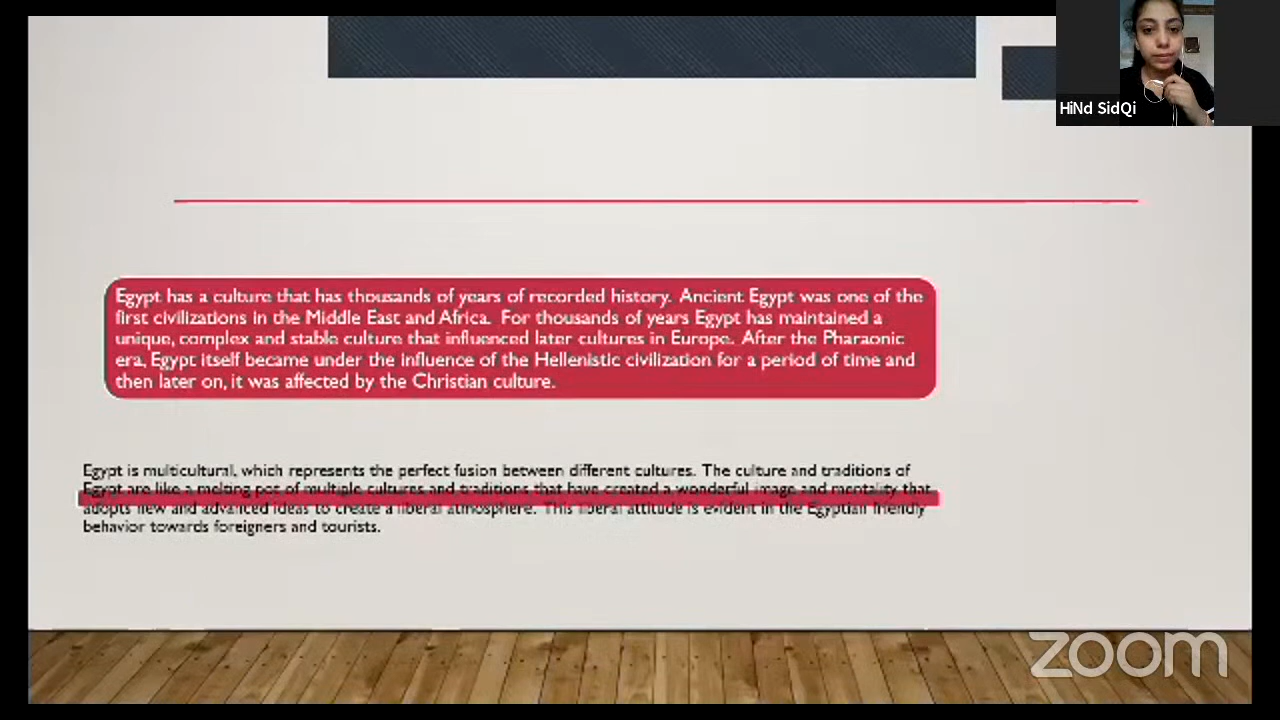 HiNd SidQi
Egypt has a culture that has thousands of years of recorded history. Ancient Egypt was one of the
first civilizations in the Middle East and Africa. For thousands of years Egypt has maintained a
unique, complex and stable culture that influenced later cultures in Europe. After the Pharaonic
era, Egypt itself became under the influence of the Hellenistic civilization for a period of time and
then later on, it was affected by the Christian culture.
Egypt is multicultural, which represents the perfect fusion between different cultures. The culture and traditions of
Egypt are like a melting pot of multiple cultures and traditions that have created a wonderful image and mentality that
adopts new and advanced ideas to create a liberal atmosphere. This liberal attitude is evident in the Egyptian friendly
behavior towards foreigners and tourists.
zoom